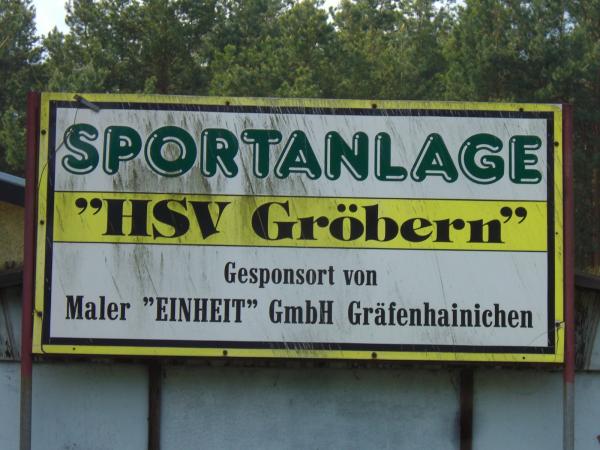 SPORTANLAGE
"HSV Gröbern"
Gesponsort von
Maler "EINHEIT" GmbH Gräfenhainichen